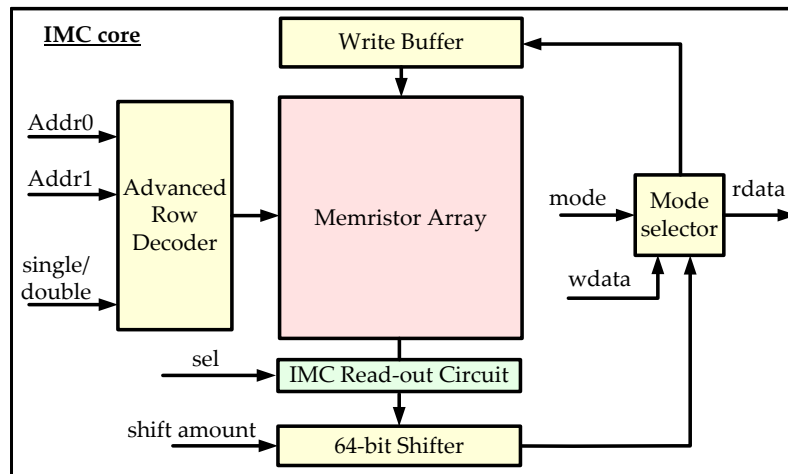 IMC core
Write Buffer
Addr0
Addr1
single/
double
Advanced
Row
Decoder
Memristor Array
mode
Mode
selector
rdata
wdata
sel
IMC Read-out Circuit
shift amount
64-bit Shifter